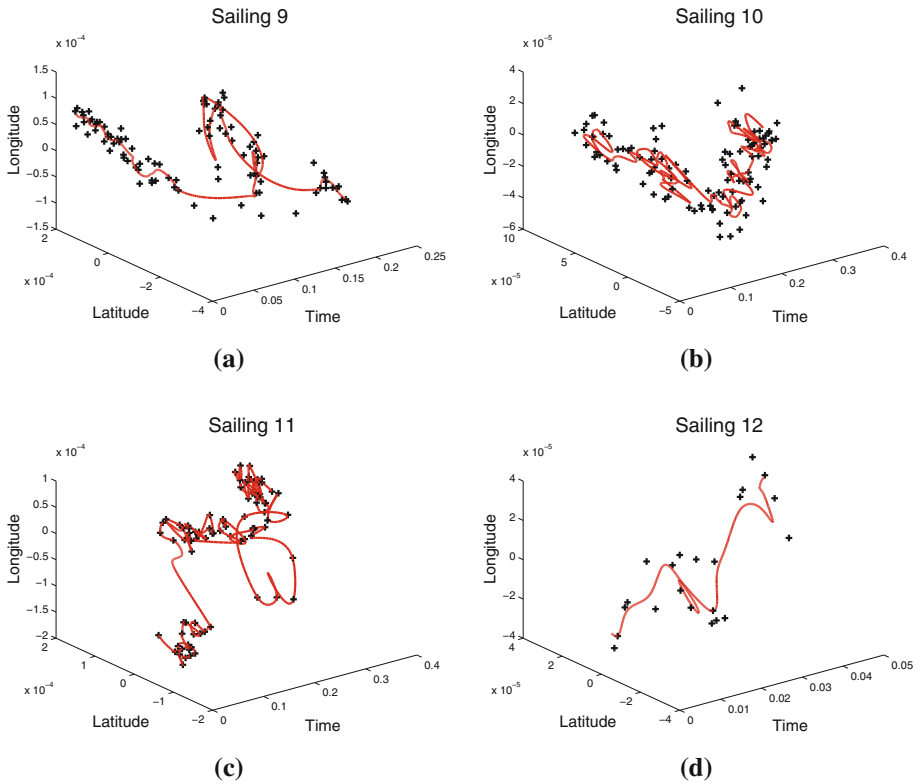 Sailing 9
x 10⁻⁴
1.5
1
0.5
0
−0.5
−1
−1.5
Longitude
2
0
−2
−4
x 10⁻⁴
Latitude
0
0.05
0.1
0.15
0.2
0.25
Time
(a)
Sailing 10
x 10⁻⁵
4
2
0
−2
−4
−6
Longitude
10
5
0
−5
x 10⁻⁵
Latitude
0
0.1
0.2
0.3
0.4
Time
(b)
Sailing 11
x 10⁻⁴
1
0.5
0
−0.5
−1
−1.5
−2
Longitude
2
1
0
−1
−2
x 10⁻⁴
Latitude
0
0.1
0.2
0.3
0.4
Time
(c)
Sailing 12
x 10⁻⁵
4
2
0
−2
−4
Longitude
4
2
0
−2
−4
x 10⁻⁵
Latitude
0
0.01
0.02
0.03
0.04
0.05
Time
(d)